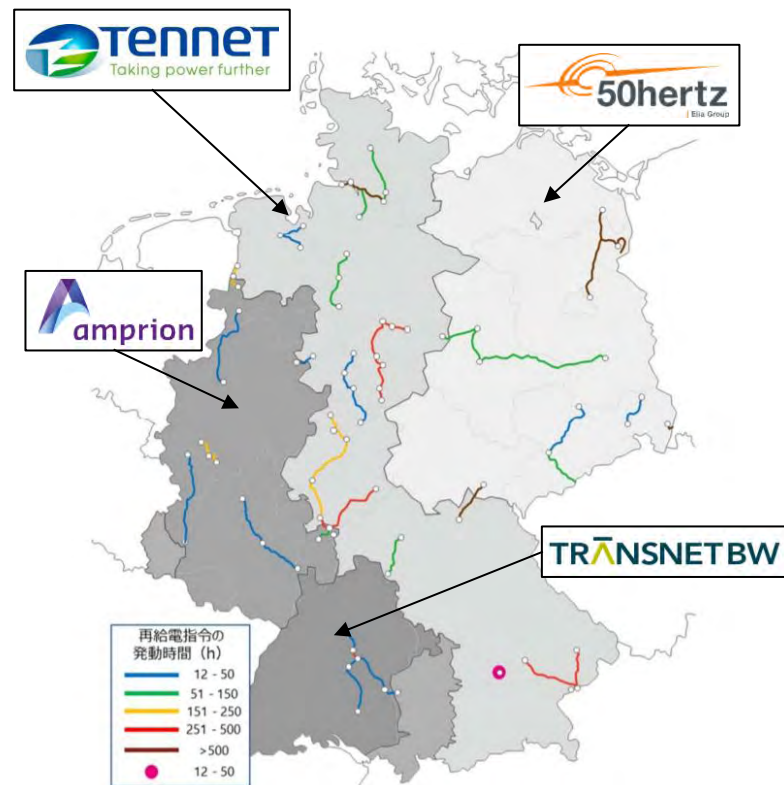 TenneT
Taking power further
50hertz
Elia Group
amprion
TRANSNET BW
再給電指令の
発動時間（h）
12 - 50
51 - 150
151 - 250
251 - 500
>500
12 - 50